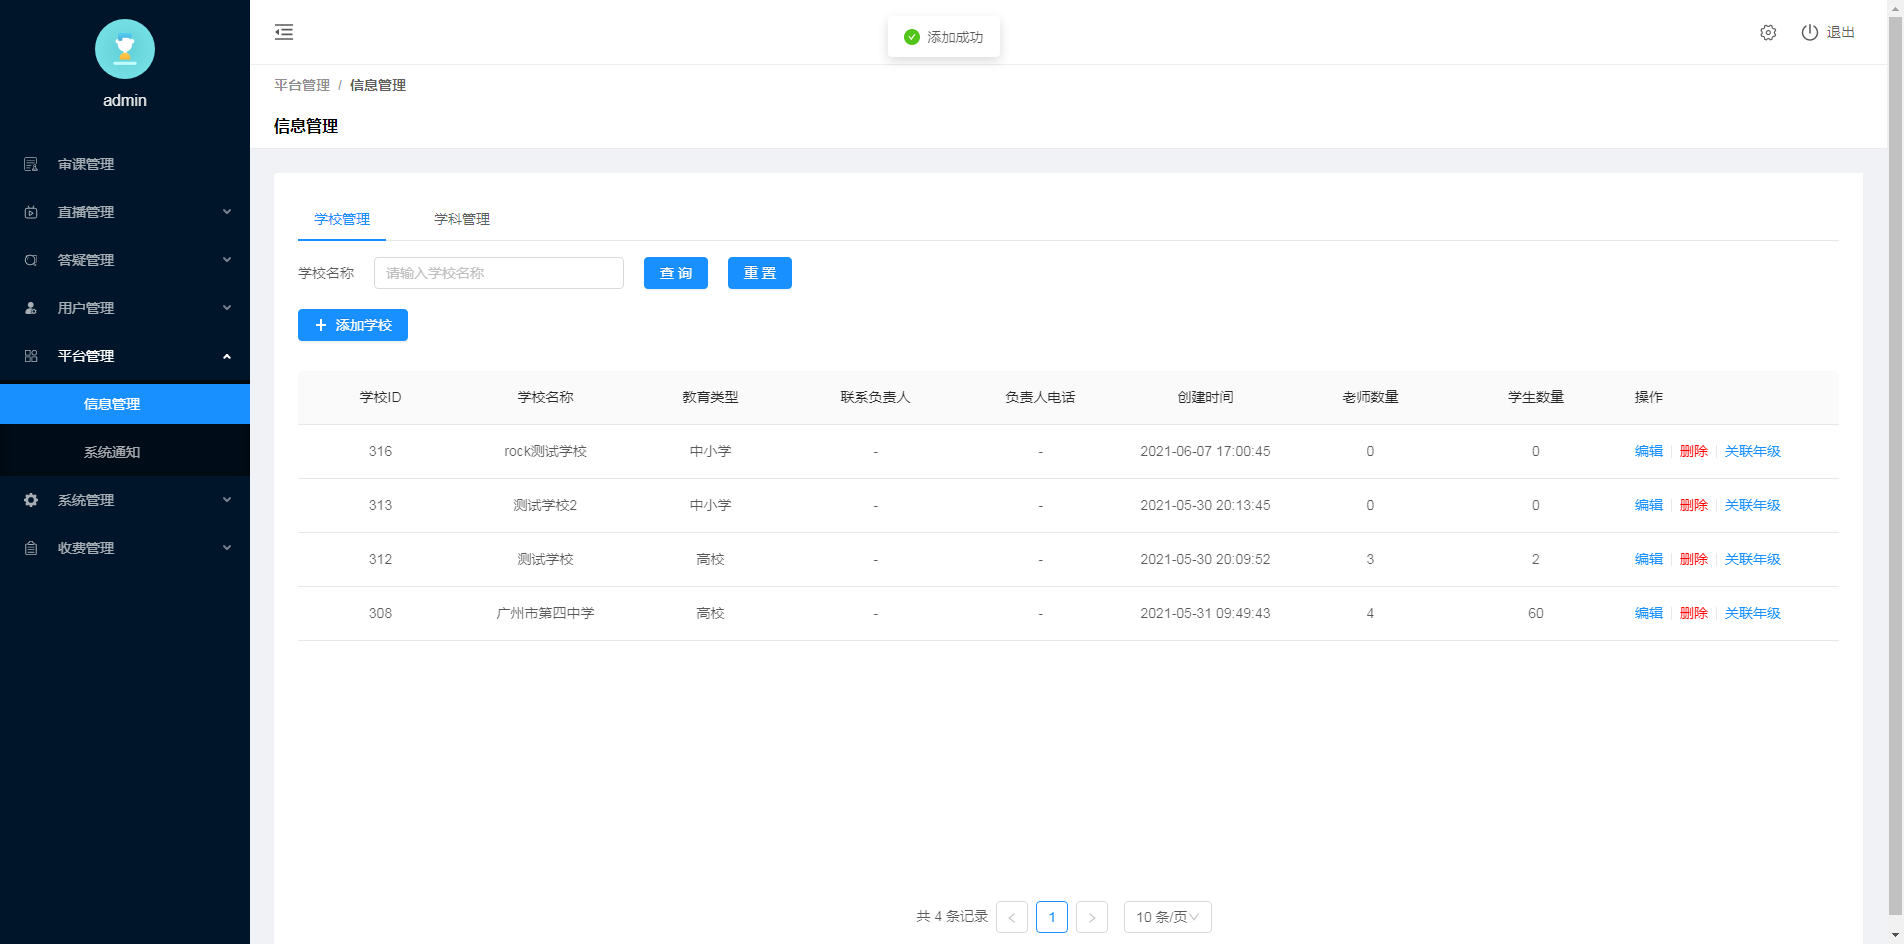 admin
审课管理
直播管理
答疑管理
用户管理
平台管理
信息管理
系统通知
系统管理
收费管理
添加成功
退出
平台管理 / 信息管理
信息管理
学校管理 学科管理
学校名称 请输入学校名称 查 询 重 置
添加学校
学校ID 学校名称 教育类型 联系负责人 负责人电话 创建时间 老师数量 学生数量 操作
316 rock测试学校 中小学 - - 2021-06-07 17:00:45 0 0 编辑 删除 关联年级
313 测试学校2 中小学 - - 2021-05-30 20:13:45 0 0 编辑 删除 关联年级
312 测试学校 高校 - - 2021-05-30 20:09:52 3 2 编辑 删除 关联年级
308 广州市第四中学 高校 - - 2021-05-31 09:49:43 4 60 编辑 删除 关联年级
共 4 条记录 < 1 > 10 条/页